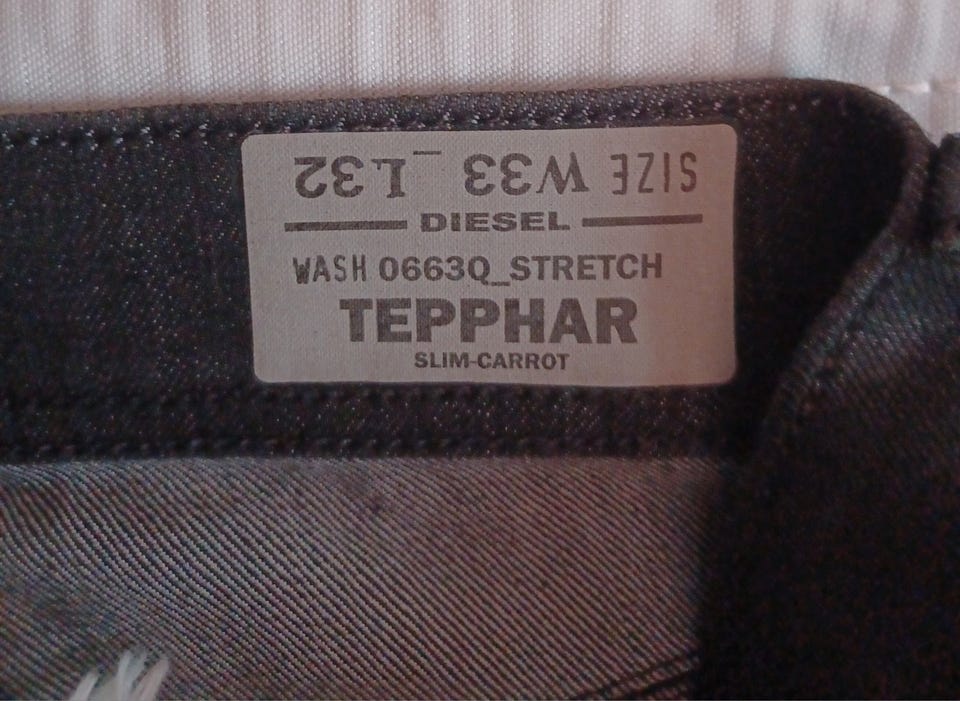 SIZE W33_L32
DIESEL
WASH 0663Q_STRETCH
TEPPHAR
SLIM-CARROT